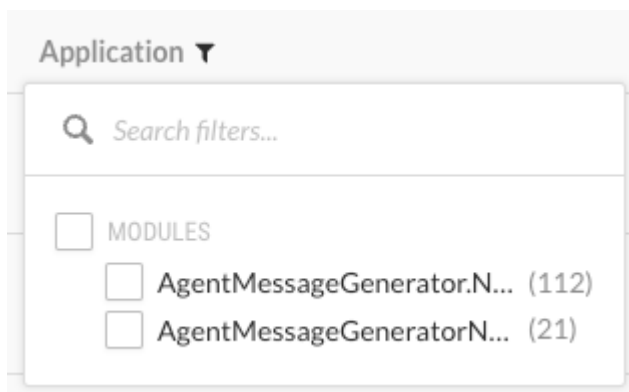 Application
Search filters...
MODULES
AgentMessageGenerator.N... (112)
AgentMessageGeneratorN... (21)